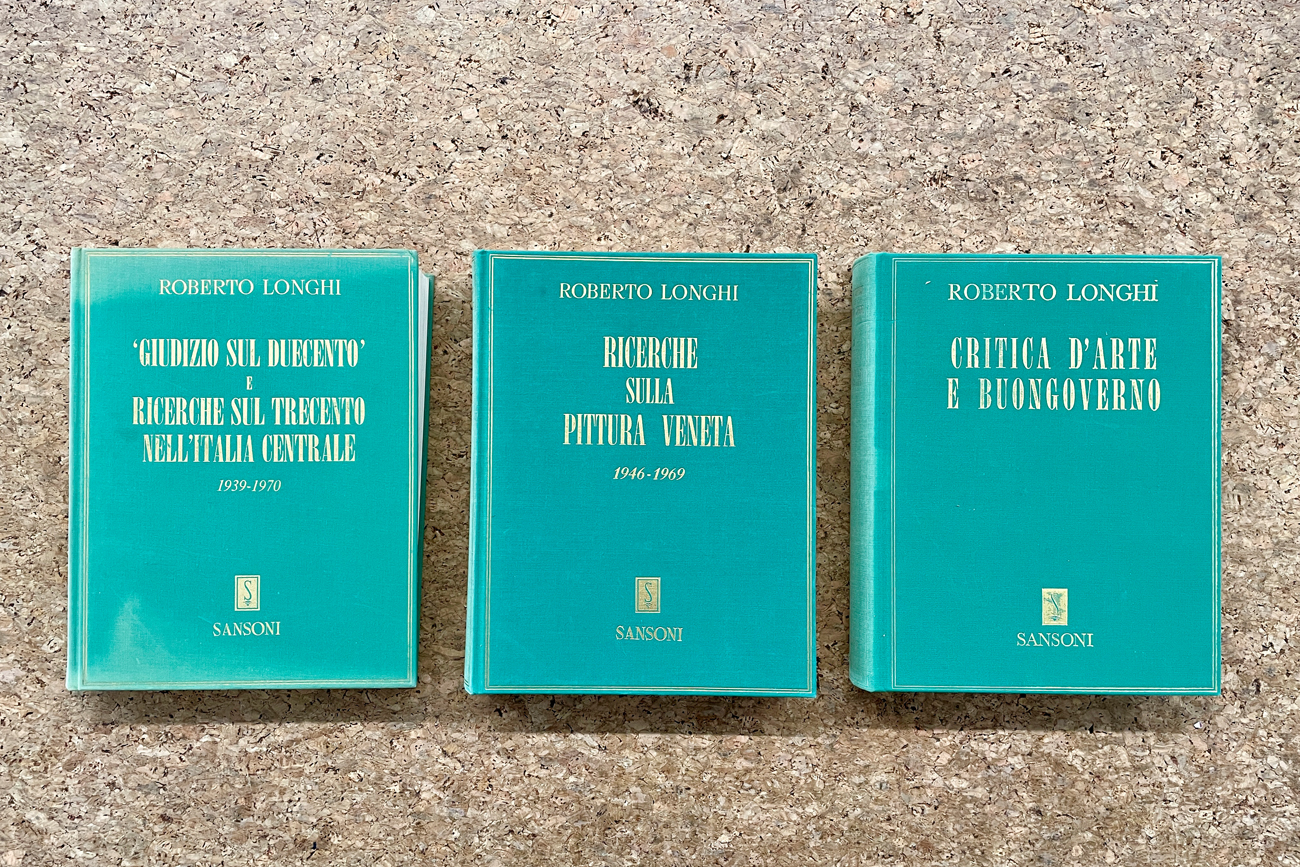 ROBERTO LONGHI
'GIUDIZIO SUL DUECENTO'
E
RICERCHE SUL TRECENTO
NELL'ITALIA CENTRALE
1939-1970
S
SANSONI
ROBERTO LONGHI
RICERCHE
SULLA
PITTURA VENETA
1946-1969
S
SANSONI
ROBERTO LONGHI
CRITICA D'ARTE
E BUONGOVERNO
S
SANSONI